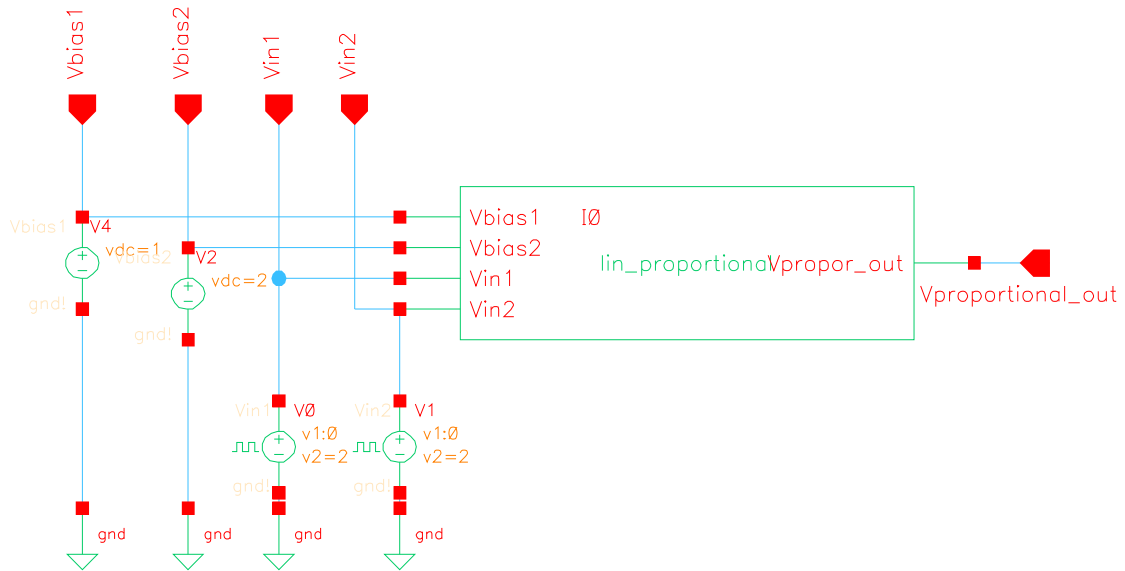 Vbias1
Vbias2
Vin1
Vin2
Vbias1
V4
vdc=1
gnd!
Vbias2
V2
vdc=2
gnd!
Vbias1 I0
Vbias2
Vin1
Vin2
lin_proportional
Vpropor_out
Vproportional_out
Vin1
V0
v1:0
v2=2
gnd!
Vin2
V1
v1:0
v2=2
gnd!
gnd
gnd
gnd
gnd